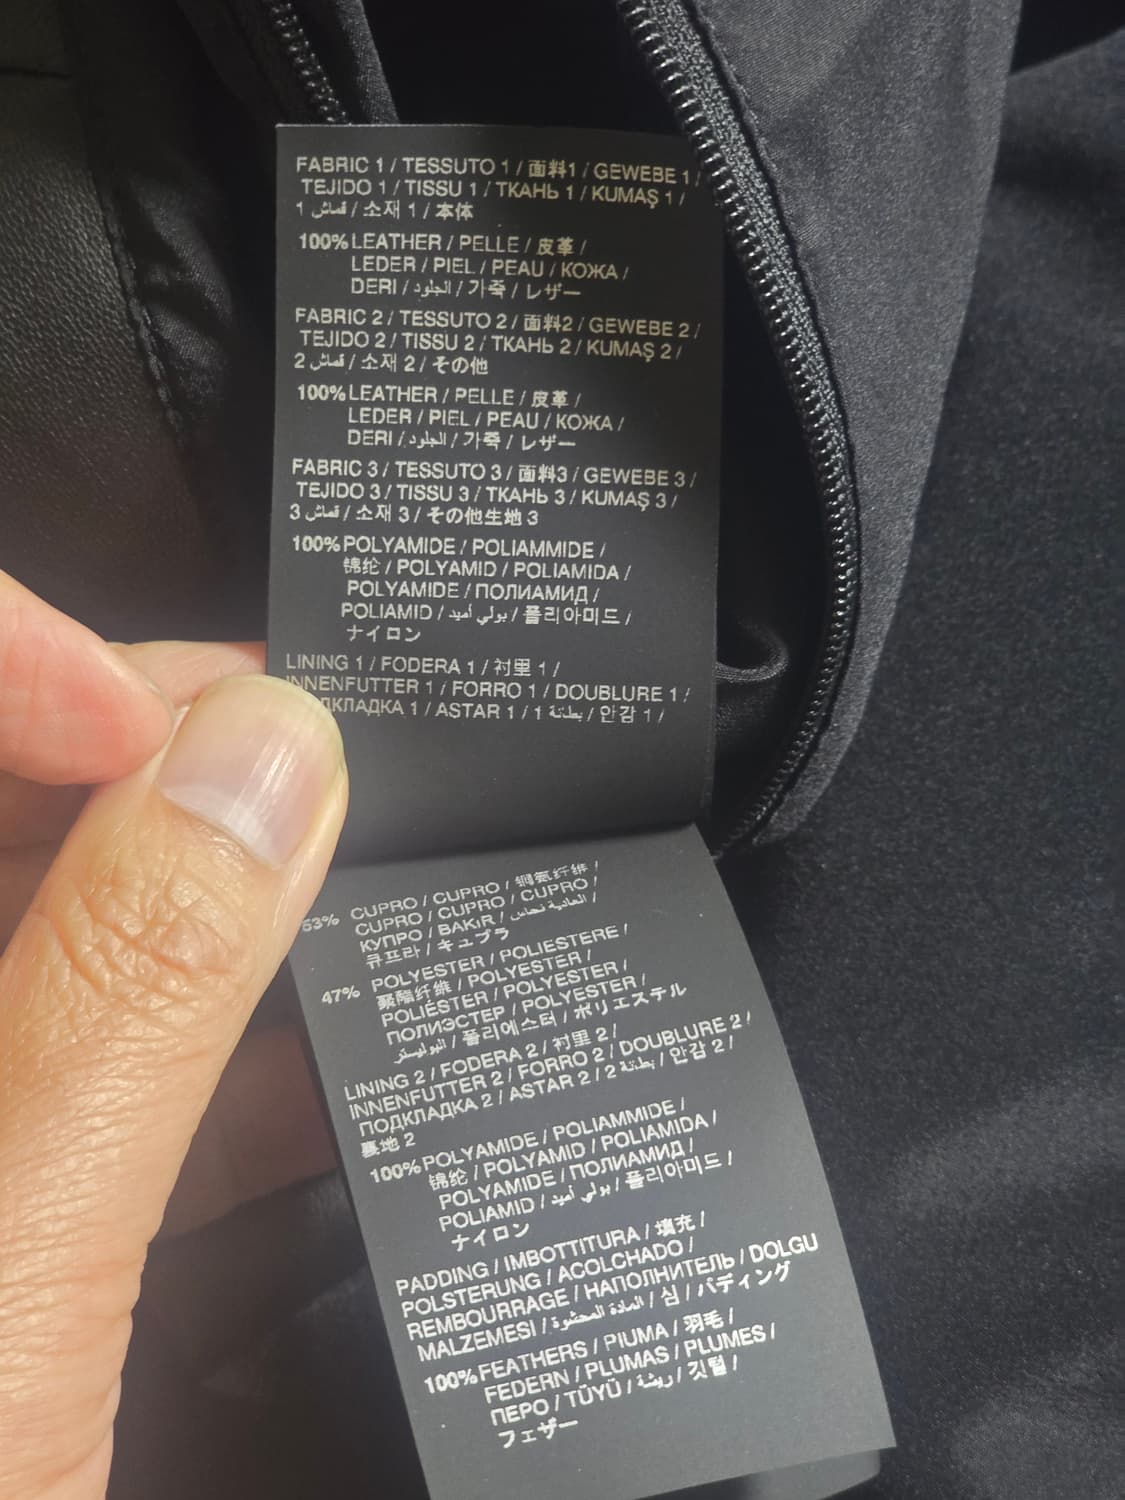 FABRIC 1 / TESSUTO 1 / 面料1 / GEWEBE 1 /
TEJIDO 1 / TISSU 1 / ТКАНЬ 1 / KUMAŞ 1 /
1 قماش / 소재 1 / 本体
100% LEATHER / PELLE / 皮革 /
LEDER / PIEL / PEAU / КОЖА /
DERI / الجلود / 가죽 / レザー
FABRIC 2 / TESSUTO 2 / 面料2 / GEWEBE 2 /
TEJIDO 2 / TISSU 2 / ТКАНЬ 2 / KUMAŞ 2 /
2 قماش / 소재 2 / その他
100% LEATHER / PELLE / 皮革 /
LEDER / PIEL / PEAU / КОЖА /
DERI / الجلود / 가죽 / レザー
FABRIC 3 / TESSUTO 3 / 面料3 / GEWEBE 3 /
TEJIDO 3 / TISSU 3 / ТКАНЬ 3 / KUMAŞ 3 /
3 قماش / 소재 3 / その他生地 3
100% POLYAMIDE / POLIAMMIDE /
锦纶 / POLYAMID / POLIAMIDA /
POLYAMIDE / ПОЛИАМИД /
POLIAMID / بولي أميد / 폴리아미드 /
ナイロン
LINING 1 / FODERA 1 / 衬里 1 /
INNENFUTTER 1 / FORRO 1 / DOUBLURE 1 /
ДКЛАДКА 1 / ASTAR 1 / 1 بطانة / 안감 1 /
53% CUPRO / CUPRO / 铜氨纤维 /
CUPRO / CUPRO / CUPRO /
КУПРО / BAKıR / الحادية نحاس /
큐프라 / キュプラ
47% POLYESTER / POLIESTERE /
聚酯纤维 / POLYESTER /
POLIÉSTER / POLYESTER /
ПОЛИЭСТЕР / POLYESTER /
البوليستر / 폴리에스터 / ポリエステル
LINING 2 / FODERA 2 / 衬里 2 /
INNENFUTTER 2 / FORRO 2 / DOUBLURE 2 /
ПОДКЛАДКА 2 / ASTAR 2 / 2 بطانة / 안감 2 /
裏地 2
100% POLYAMIDE / POLIAMMIDE /
锦纶 / POLYAMID / POLIAMIDA /
POLYAMIDE / ПОЛИАМИД /
POLIAMID / بولي أميد / 폴리아미드 /
ナイロン
PADDING / IMBOTTITURA / 填充 /
POLSTERUNG / ACOLCHADO /
REMBOURRAGE / НАПОЛНИТЕЛЬ / DOLGU
MALZEMESI / المادة المحشوة / 심 / パディング
100% FEATHERS / PIUMA / 羽毛 /
FEDERN / PLUMAS / PLUMES /
ПЕРО / TÜYÜ / ريشة / 깃털 /
フェザー